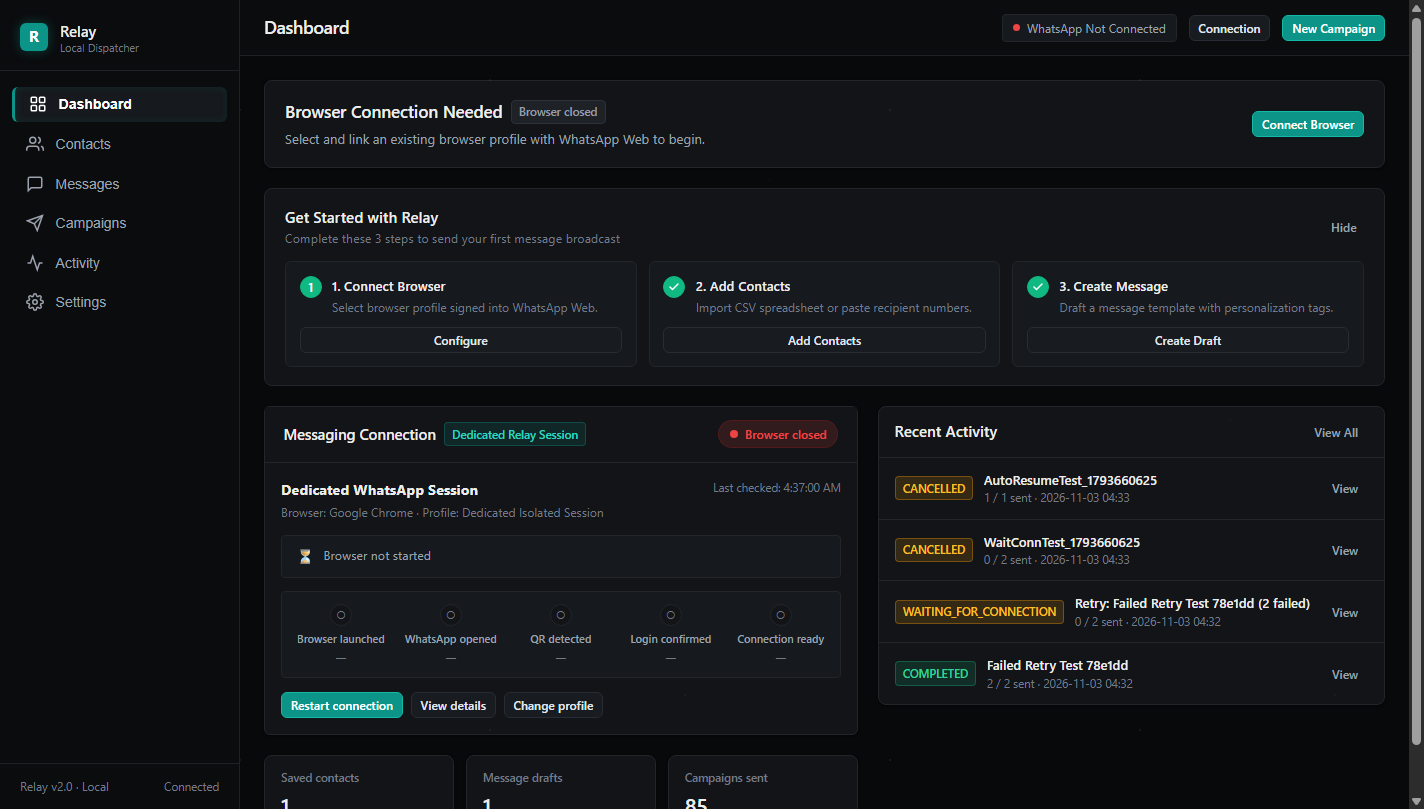 R
Relay
Local Dispatcher
Dashboard
Contacts
Messages
Campaigns
Activity
Settings
Relay v2.0 · Local
Connected
Dashboard
WhatsApp Not Connected
Connection
New Campaign
Browser Connection Needed
Browser closed
Select and link an existing browser profile with WhatsApp Web to begin.
Connect Browser
Get Started with Relay
Complete these 3 steps to send your first message broadcast
Hide
1
1. Connect Browser
Select browser profile signed into WhatsApp Web.
Configure
2. Add Contacts
Import CSV spreadsheet or paste recipient numbers.
Add Contacts
3. Create Message
Draft a message template with personalization tags.
Create Draft
Messaging Connection
Dedicated Relay Session
Browser closed
Dedicated WhatsApp Session
Last checked: 4:37:00 AM
Browser: Google Chrome · Profile: Dedicated Isolated Session
Browser not started
Browser launched
—
WhatsApp opened
—
QR detected
—
Login confirmed
—
Connection ready
—
Restart connection
View details
Change profile
Recent Activity
View All
CANCELLED
AutoResumeTest_1793660625
1 / 1 sent · 2026-11-03 04:33
View
CANCELLED
WaitConnTest_1793660625
0 / 2 sent · 2026-11-03 04:33
View
WAITING_FOR_CONNECTION
Retry: Failed Retry Test 78e1dd (2 failed)
0 / 2 sent · 2026-11-03 04:32
View
COMPLETED
Failed Retry Test 78e1dd
2 / 2 sent · 2026-11-03 04:32
View
Saved contacts
1
Message drafts
1
Campaigns sent
85